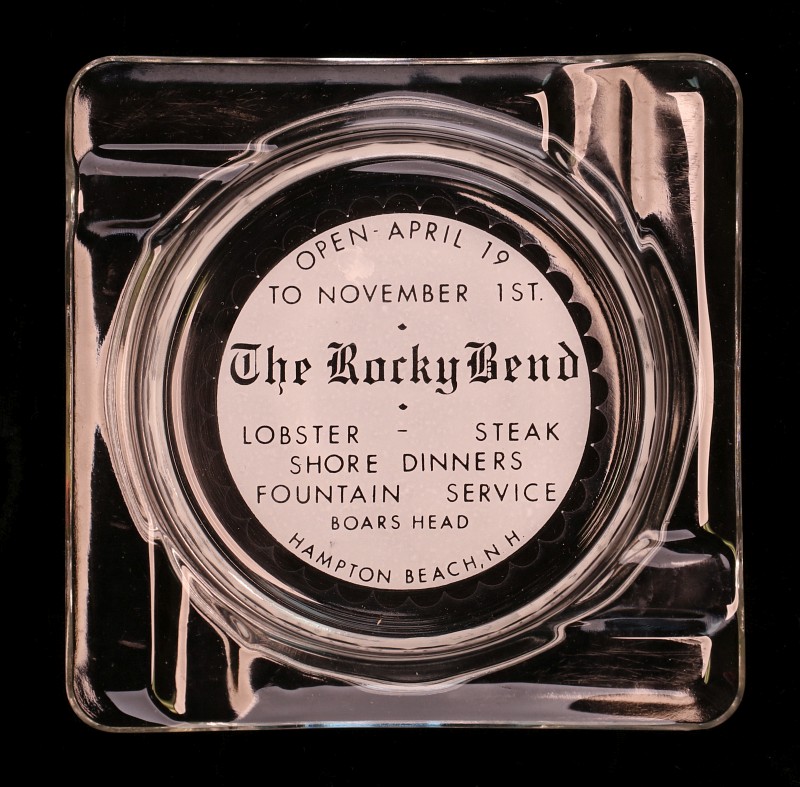 OPEN - APRIL 19
TO NOVEMBER 1ST.
The Rocky Bend
LOBSTER - STEAK
SHORE DINNERS
FOUNTAIN SERVICE
BOARS HEAD
HAMPTON BEACH, N.H.